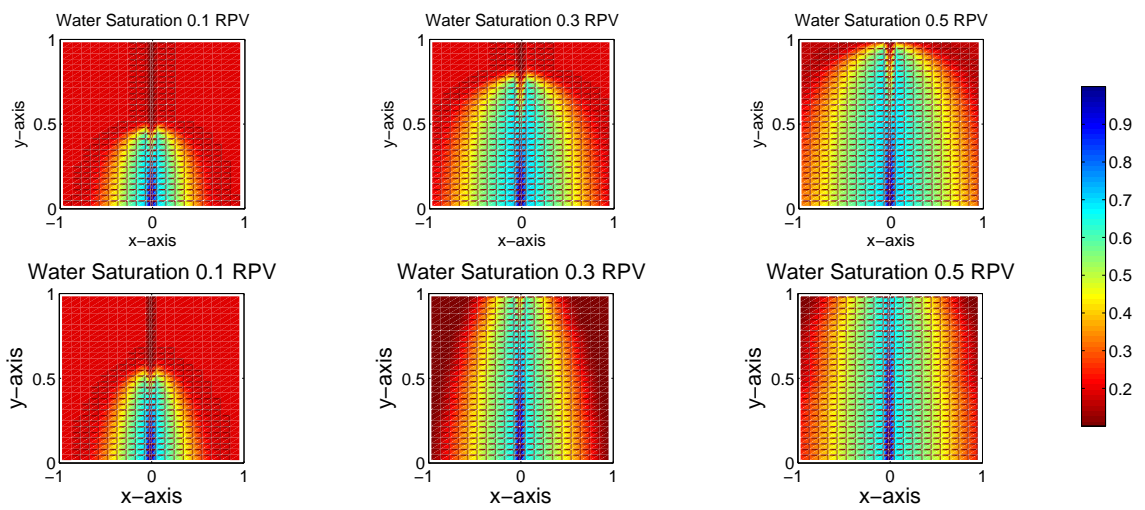 Water Saturation 0.1 RPV
Water Saturation 0.3 RPV
Water Saturation 0.5 RPV
1
0.5
0
y−axis
−1
0
1
x−axis
1
0.5
0
y−axis
−1
0
1
x−axis
1
0.5
0
y−axis
−1
0
1
x−axis
Water Saturation 0.1 RPV
Water Saturation 0.3 RPV
Water Saturation 0.5 RPV
1
0.5
0
y−axis
−1
0
1
x−axis
1
0.5
0
y−axis
−1
0
1
x−axis
1
0.5
0
y−axis
−1
0
1
x−axis
0.9
0.8
0.7
0.6
0.5
0.4
0.3
0.2